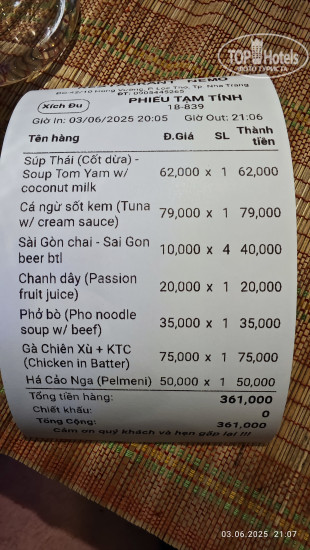 TOP Hotels
NEMO
ĐT: 0905445265
Xích Đu
PHIẾU TẠM TÍNH
18-839
Giờ In: 03/06/2025 20:05 Giờ Out: 21:06
Tên hàng Đ.Giá SL Thành tiền
Súp Thái (Cốt dừa) -
Soup Tom Yam w/ 62,000 x 1 62,000
coconut milk
Cá ngừ sốt kem (Tuna 79,000 x 1 79,000
w/ cream sauce)
Sài Gòn chai - Sai Gon 10,000 x 4 40,000
beer btl
Chanh dây (Passion 20,000 x 1 20,000
fruit juice)
Phở bò (Pho noodle 35,000 x 1 35,000
soup w/ beef)
Gà Chiên Xù + KTC 75,000 x 1 75,000
(Chicken in Batter)
Há Cảo Nga (Pelmeni) 50,000 x 1 50,000
Tổng tiền hàng: 361,000
Chiết khấu: 0
Tổng Cộng: 361,000
Cảm ơn quý khách và hẹn gặp lại !!!
03.06.2025 21:07